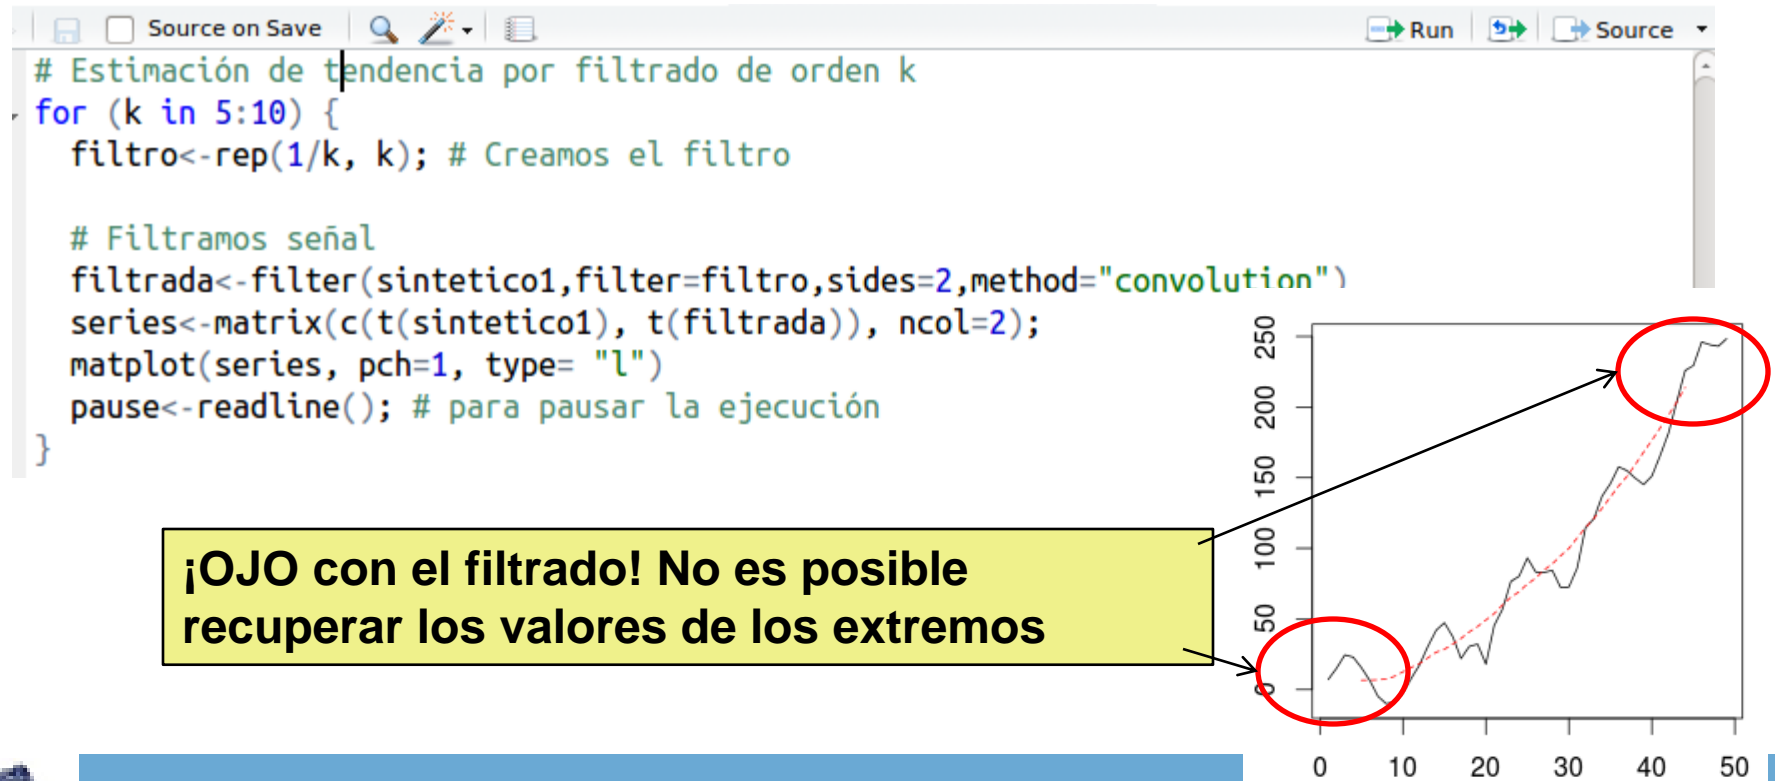 Source on Save
Run
Source
# Estimación de tendencia por filtrado de orden k
for (k in 5:10) {
filtro<-rep(1/k, k); # Creamos el filtro
# Filtramos señal
filtrada<-filter(sintetico1,filter=filtro,sides=2,method="convolution")
series<-matrix(c(t(sintetico1), t(filtrada)), ncol=2);
matplot(series, pch=1, type= "l")
pause<-readline(); # para pausar la ejecución
}
¡OJO con el filtrado! No es posible
recuperar los valores de los extremos
250
200
150
100
50
0
0 10 20 30 40 50